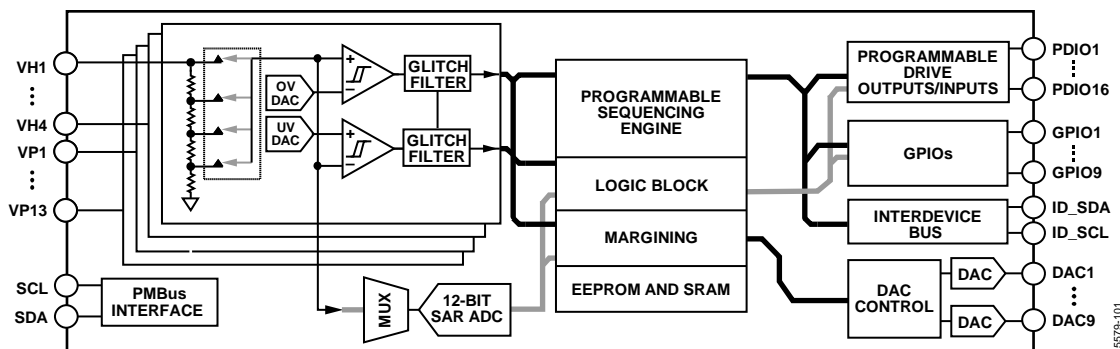 VH1
VH4
VP1
VP13
SCL
SDA
PMBus
INTERFACE
OV
DAC
UV
DAC
+
–
+
–
GLITCH
FILTER
GLITCH
FILTER
MUX
12-BIT
SAR ADC
PROGRAMMABLE
SEQUENCING
ENGINE
LOGIC BLOCK
MARGINING
EEPROM AND SRAM
PROGRAMMABLE
DRIVE
OUTPUTS/INPUTS
GPIOs
INTERDEVICE
BUS
DAC
CONTROL
DAC
DAC
PDIO1
PDIO16
GPIO1
GPIO9
ID_SDA
ID_SCL
DAC1
DAC9